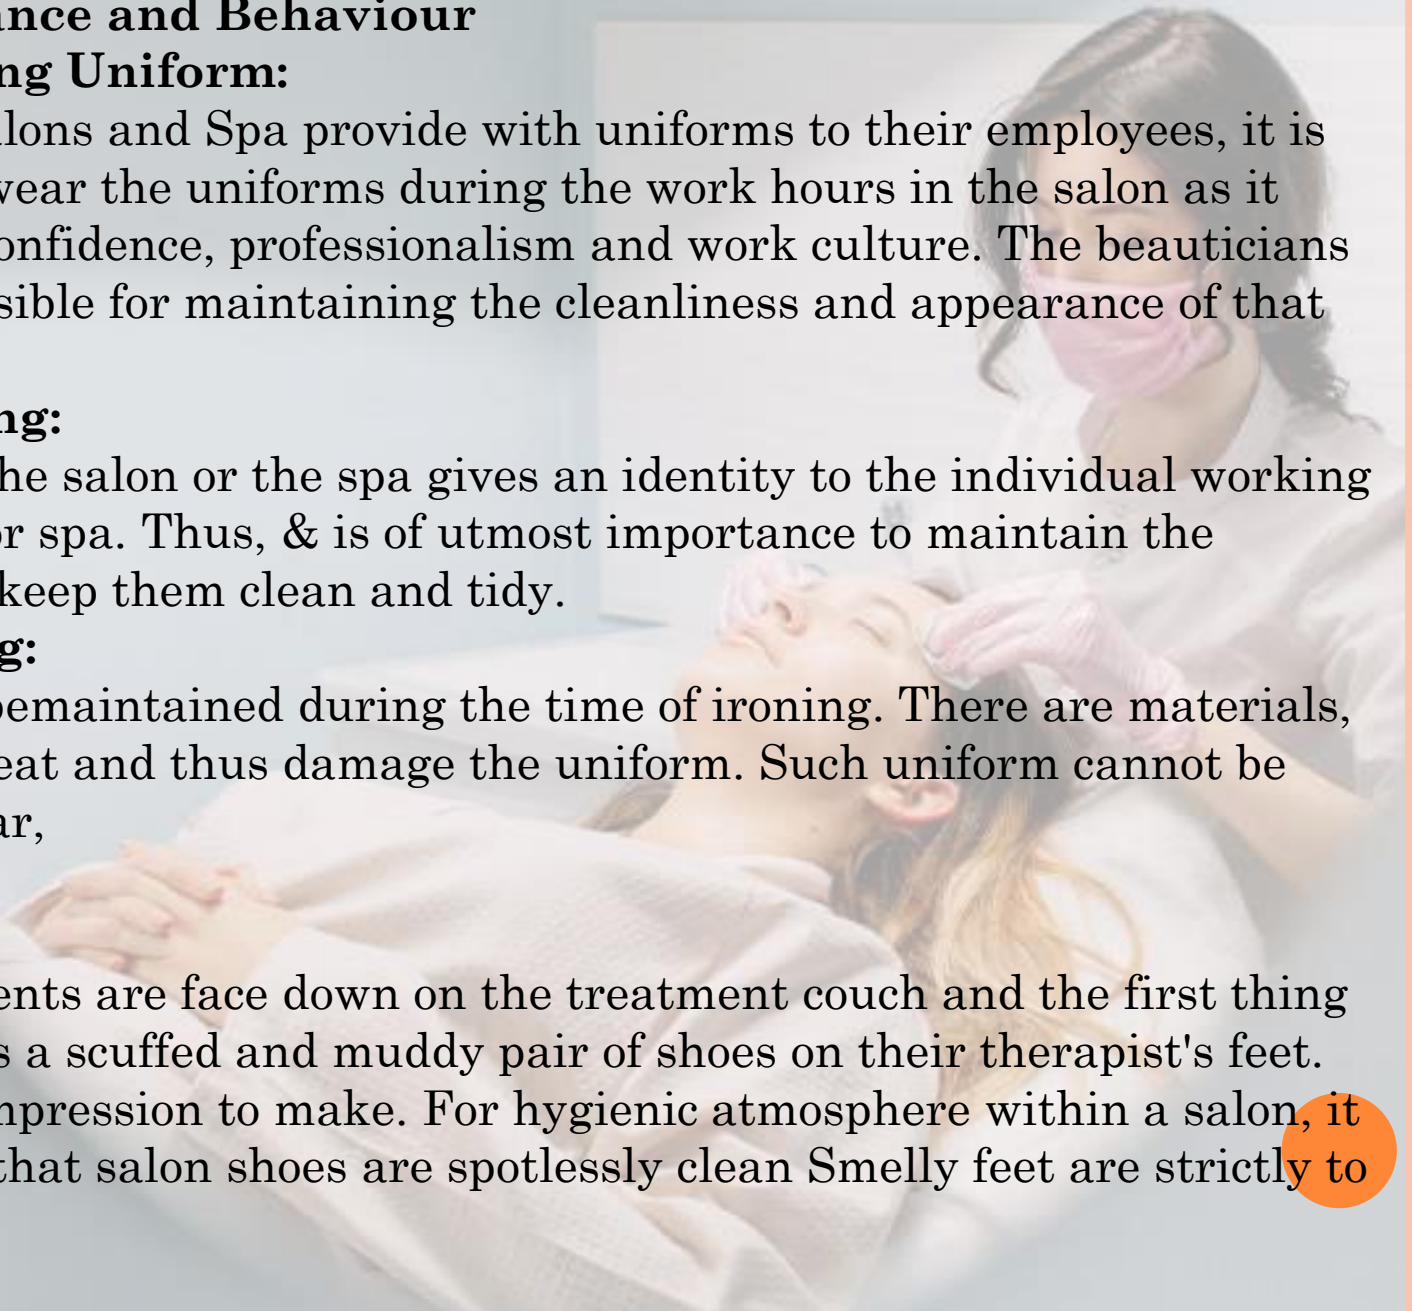 ance and Behaviour
ng Uniform:
lons and Spa provide with uniforms to their employees, it is
wear the uniforms during the work hours in the salon as it
onfidence, professionalism and work culture. The beauticians
sible for maintaining the cleanliness and appearance of that
ng:
he salon or the spa gives an identity to the individual working
or spa. Thus, & is of utmost importance to maintain the
keep them clean and tidy.
g:
bemaintained during the time of ironing. There are materials,
eat and thus damage the uniform. Such uniform cannot be
ar,
ents are face down on the treatment couch and the first thing
s a scuffed and muddy pair of shoes on their therapist's feet.
mpression to make. For hygienic atmosphere within a salon, it
that salon shoes are spotlessly clean Smelly feet are strictly to